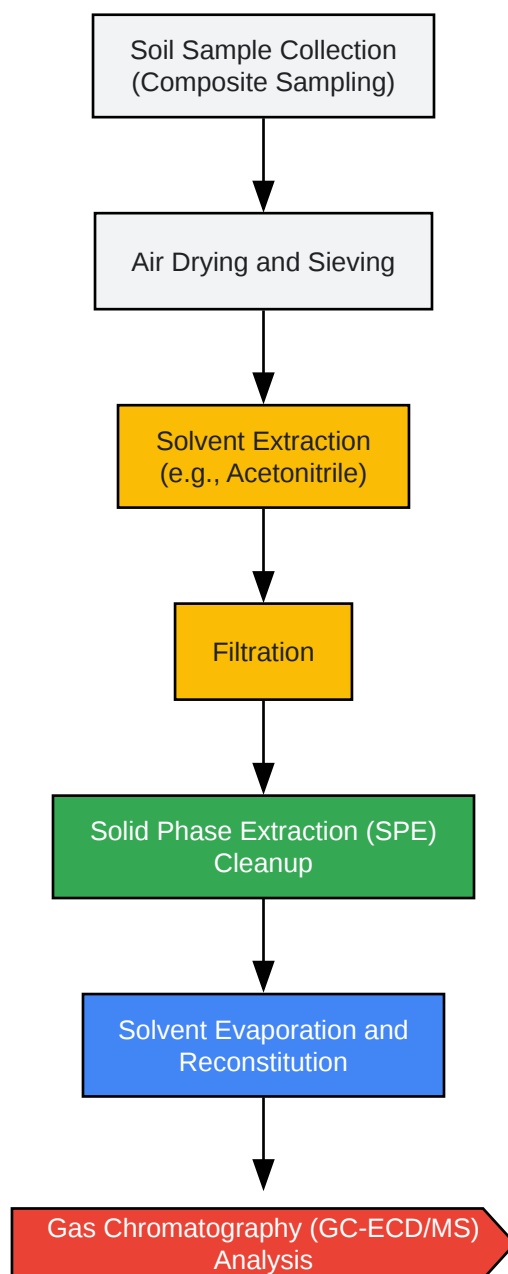 Soil Sample Collection
(Composite Sampling)
Air Drying and Sieving
Solvent Extraction
(e.g., Acetonitrile)
Filtration
Solid Phase Extraction (SPE)
Cleanup
Solvent Evaporation and
Reconstitution
Gas Chromatography (GC-ECD/MS)
Analysis